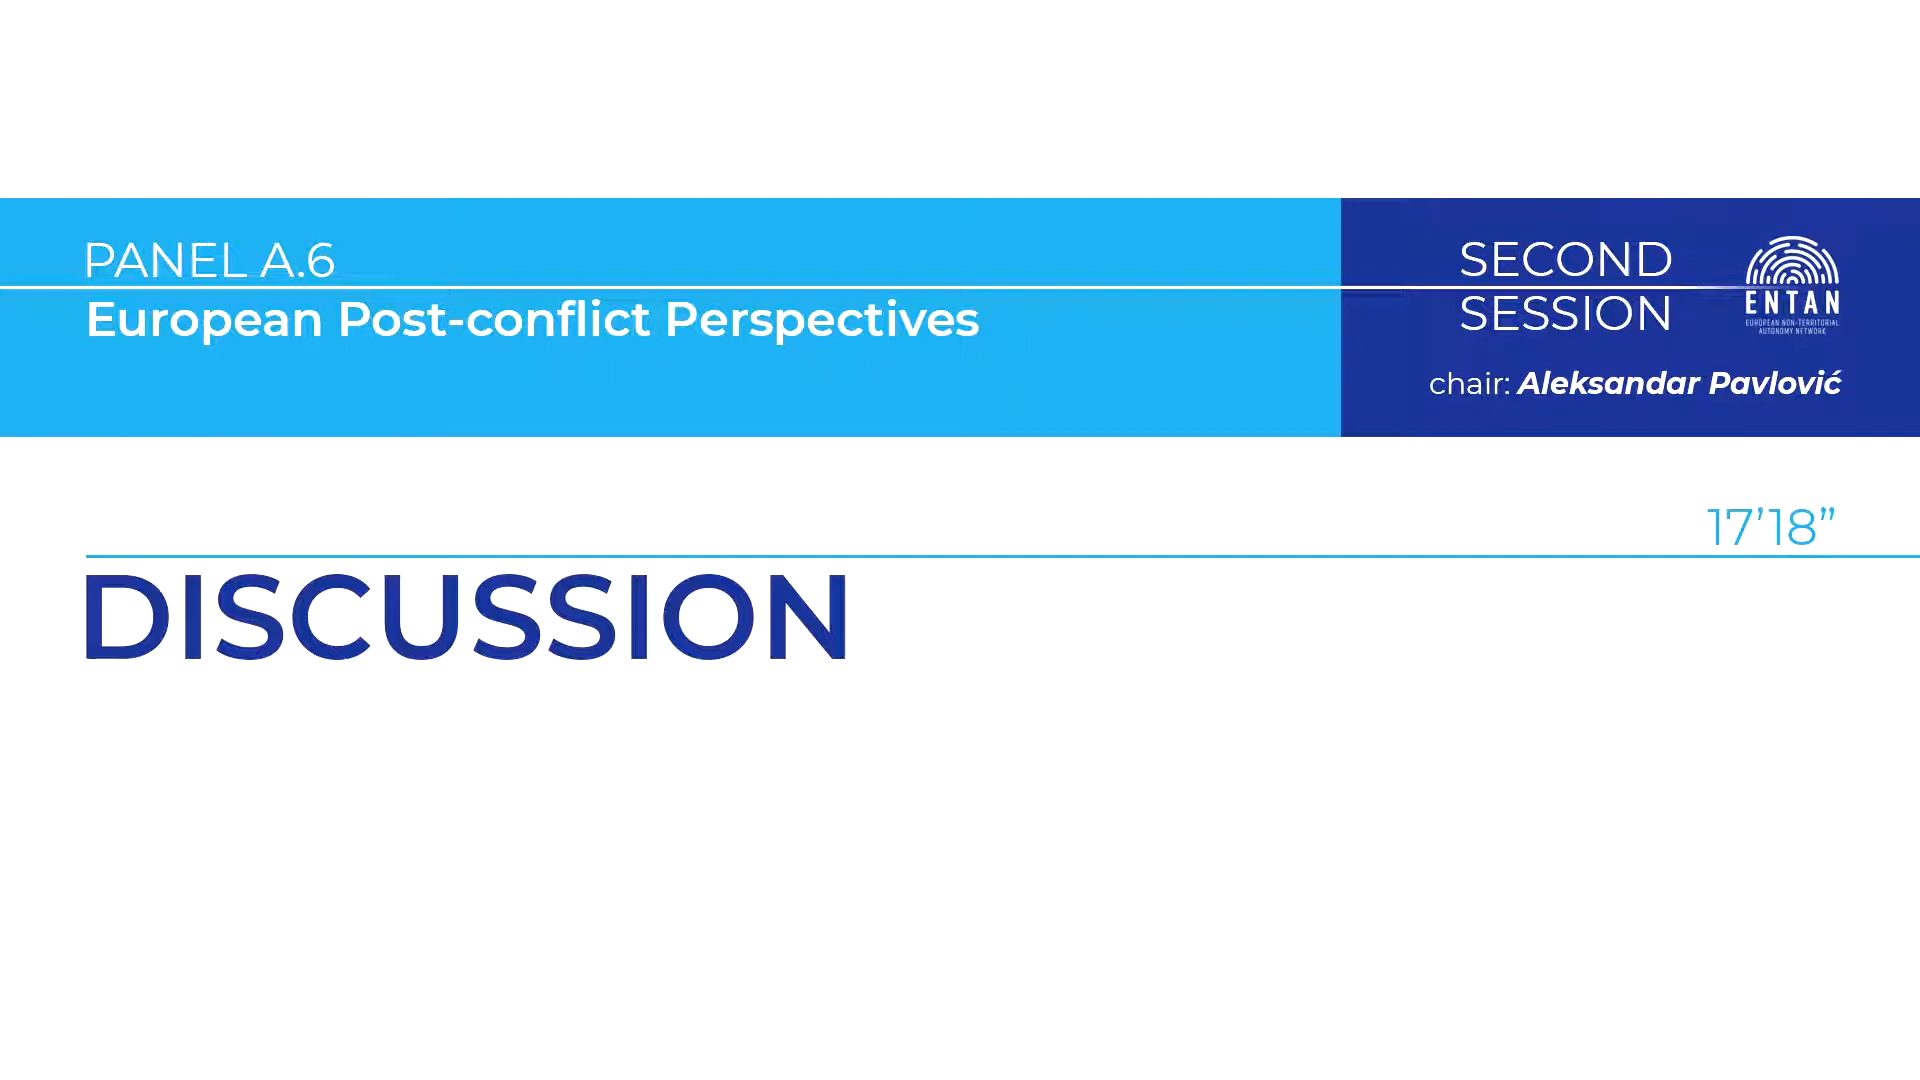 PANEL A.6
European Post-conflict Perspectives
SECOND
SESSION
ENTAN
EUROPEAN NON-TERRITORIAL
AUTONOMY NETWORK
chair: Aleksandar Pavlović
17’18”
DISCUSSION